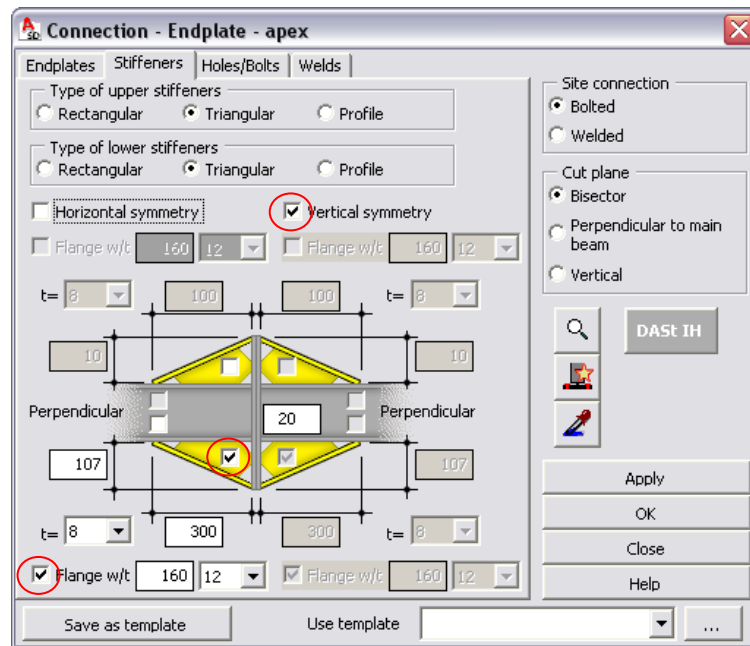 Connection - Endplate - apex
Endplates Stiffeners Holes/Bolts Welds
Type of upper stiffeners
Rectangular Triangular Profile
Type of lower stiffeners
Rectangular Triangular Profile
Horizontal symmetry Vertical symmetry
Flange w/t 160 12 Flange w/t 160 12
t= 8 100 100 t= 8
10 10
Perpendicular 20 Perpendicular
107 107
t= 8 300 300 t= 8
Flange w/t 160 12 Flange w/t 160 12
Site connection
Bolted
Welded
Cut plane
Bisector
Perpendicular to main
beam
Vertical
DASt IH
Apply
OK
Close
Help
Save as template Use template ...